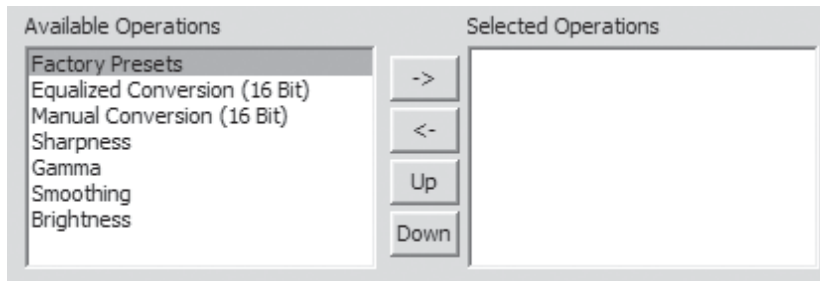 Available Operations
Selected Operations
Factory Presets
Equalized Conversion (16 Bit)
Manual Conversion (16 Bit)
Sharpness
Gamma
Smoothing
Brightness
->
<-
Up
Down